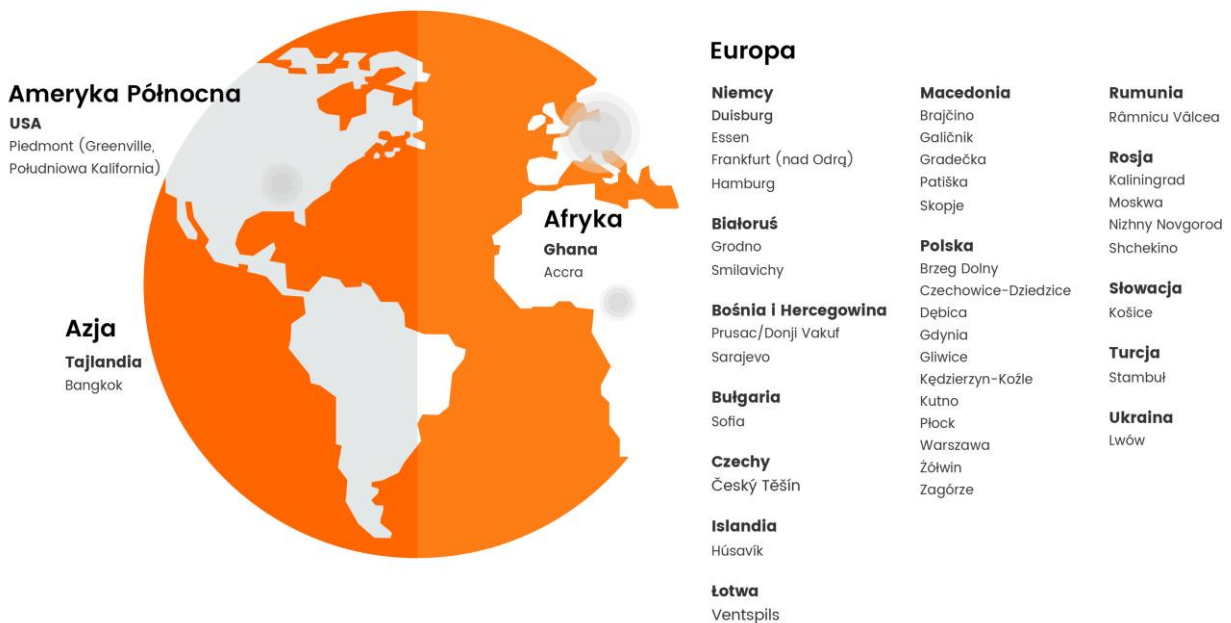 Ameryka Północna
USA
Piedmont (Greenville,
Południowa Kalifornia)
Azja
Tajlandia
Bangkok
Afryka
Ghana
Accra
Europa
Niemcy
Duisburg
Essen
Frankfurt (nad Odrą)
Hamburg
Białoruś
Grodno
Smilavichy
Bośnia i Hercegowina
Prusac/Donji Vakuf
Sarajevo
Bułgaria
Sofia
Czechy
Český Těšín
Islandia
Húsavík
Łotwa
Ventspils
Macedonia
Brajčino
Galičnik
Gradečka
Patiška
Skopje
Polska
Brzeg Dolny
Czechowice-Dziedzice
Dębica
Gdynia
Gliwice
Kędzierzyn-Koźle
Kutno
Płock
Warszawa
Żółwin
Zagórze
Rumunia
Râmnicu Vâlcea
Rosja
Kaliningrad
Moskwa
Nizhny Novgorod
Shchekino
Słowacja
Košice
Turcja
Stambuł
Ukraina
Lwów